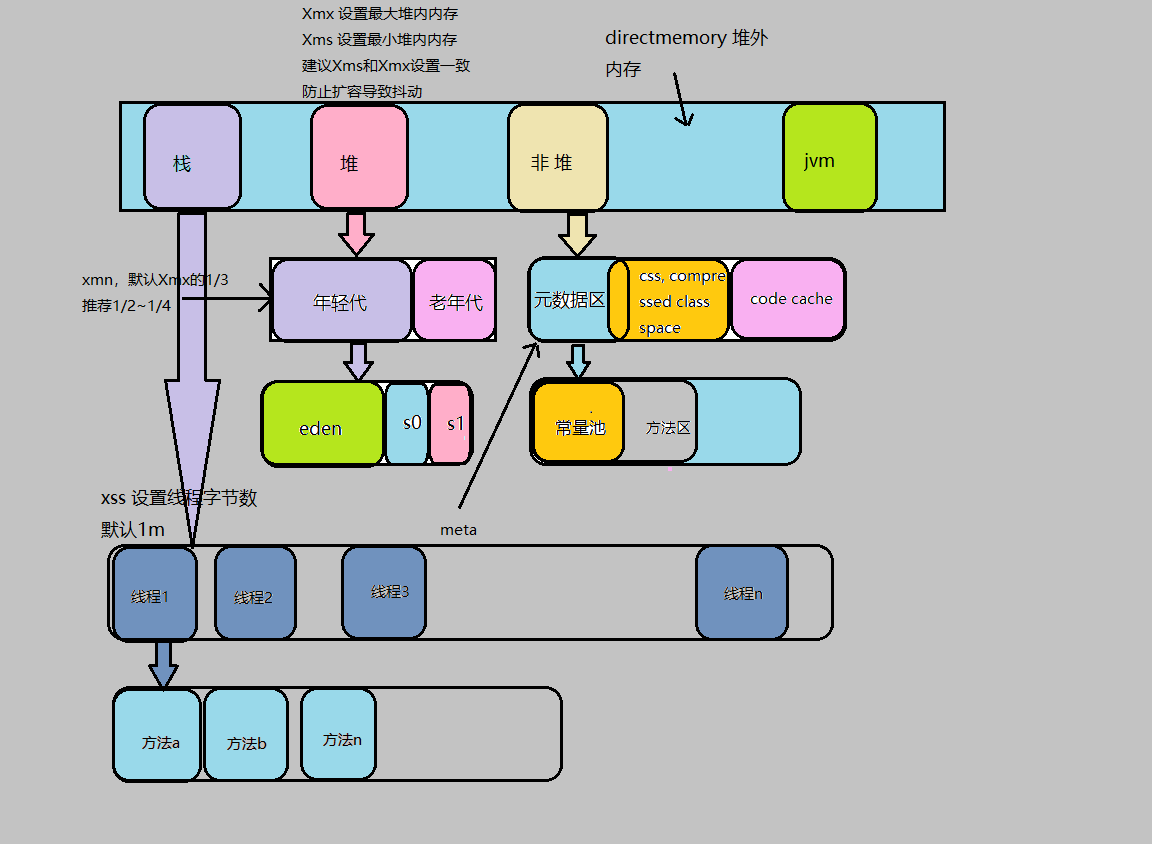 Xmx 设置最大堆内内存
Xms 设置最小堆内内存
建议Xms和Xmx设置一致
防止扩容导致抖动
directmemory 堆外
内存
栈
堆
非 堆
jvm
xmn，默认Xmx的1/3
推荐1/2~1/4
年轻代
老年代
元数据区
css, compre
ssed class
space
code cache
eden
s0
s1
常量池
方法区
meta
xss 设置线程字节数
默认1m
线程1
线程2
线程3
线程n
方法a
方法b
方法n